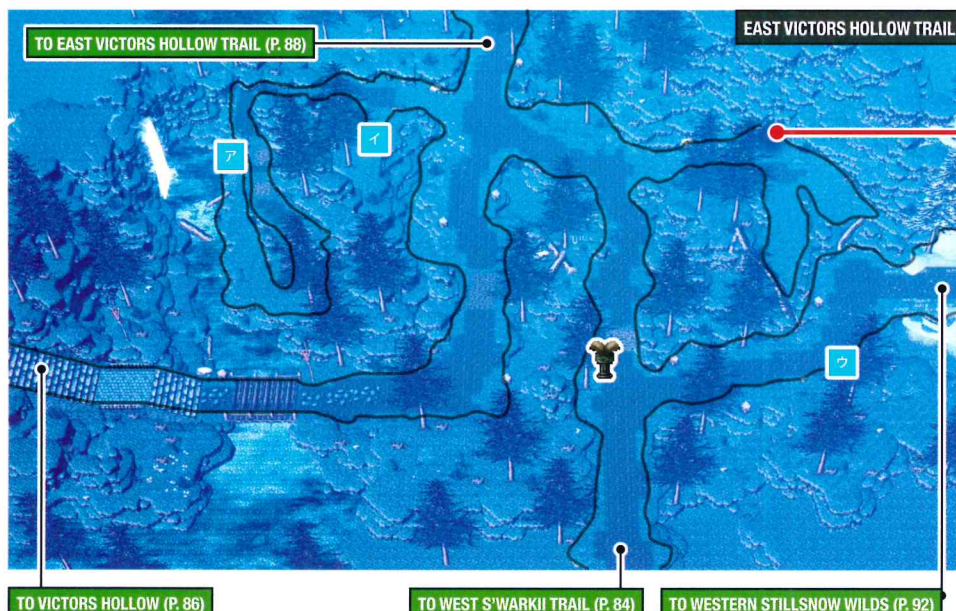 TO EAST VICTORS HOLLOW TRAIL (P. 88)
EAST VICTORS HOLLOW TRAIL
イ
ア
ウ
TO VICTORS HOLLOW (P. 86)
TO WEST S'WARKII TRAIL (P. 84)
TO WESTERN STILLSNOW WILDS (P. 92)